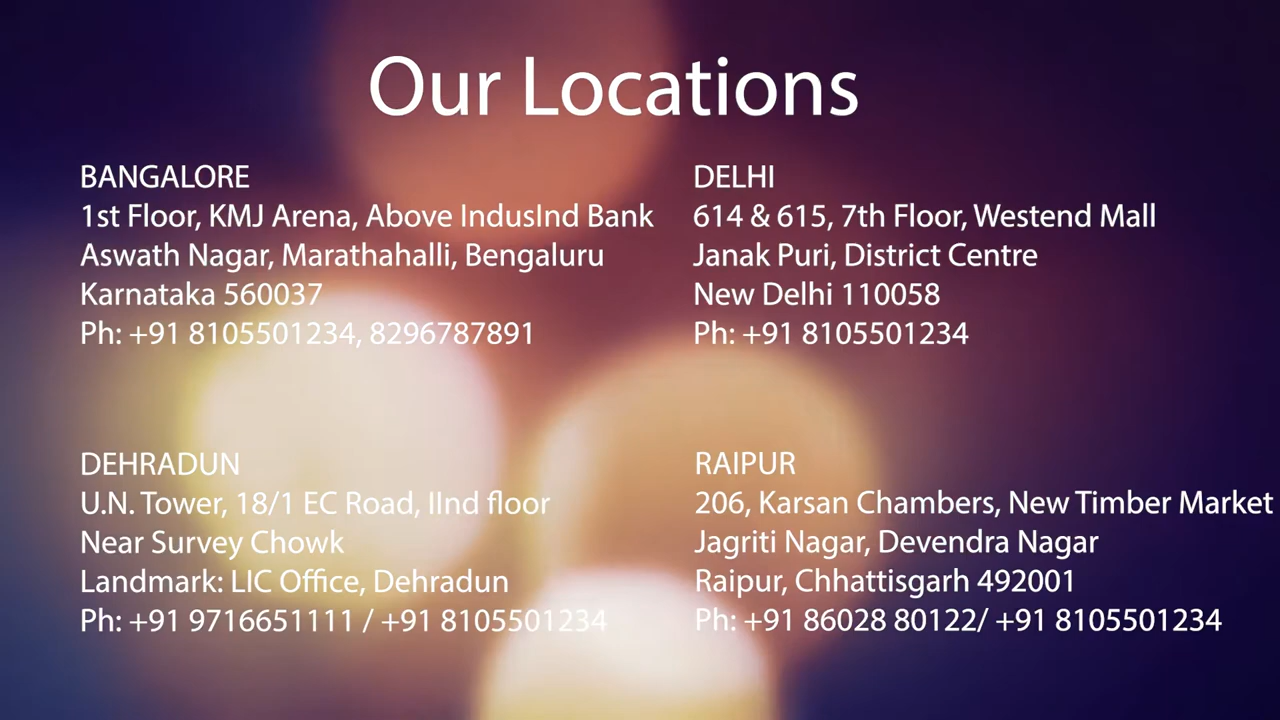 Our Locations
BANGALORE
1st Floor, KMJ Arena, Above IndusInd Bank
Aswath Nagar, Marathahalli, Bengaluru
Karnataka 560037
Ph: +91 8105501234, 8296787891
DELHI
614 & 615, 7th Floor, Westend Mall
Janak Puri, District Centre
New Delhi 110058
Ph: +91 8105501234
DEHRADUN
U.N. Tower, 18/1 EC Road, IInd floor
Near Survey Chowk
Landmark: LIC Office, Dehradun
Ph: +91 9716651111 / +91 8105501234
RAIPUR
206, Karsan Chambers, New Timber Market
Jagriti Nagar, Devendra Nagar
Raipur, Chhattisgarh 492001
Ph: +91 86028 80122/ +91 8105501234